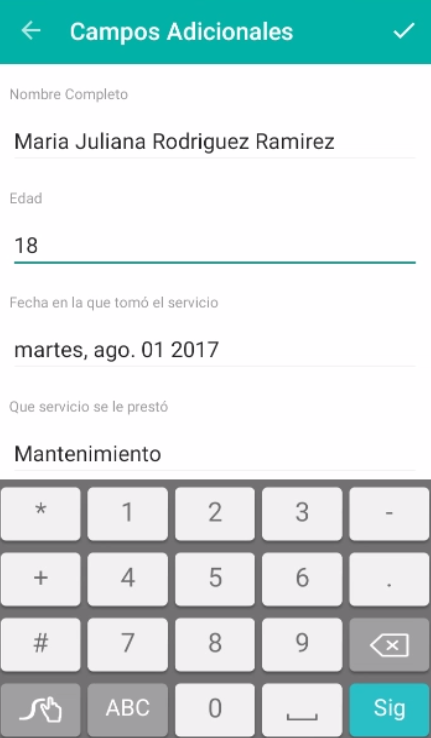 Campos Adicionales
Nombre Completo
Maria Juliana Rodriguez Ramirez
Edad
18
Fecha en la que tomó el servicio
martes, ago. 01 2017
Que servicio se le prestó
Mantenimiento
* 1 2 3 -
+ 4 5 6 .
# 7 8 9
ABC 0 Sig